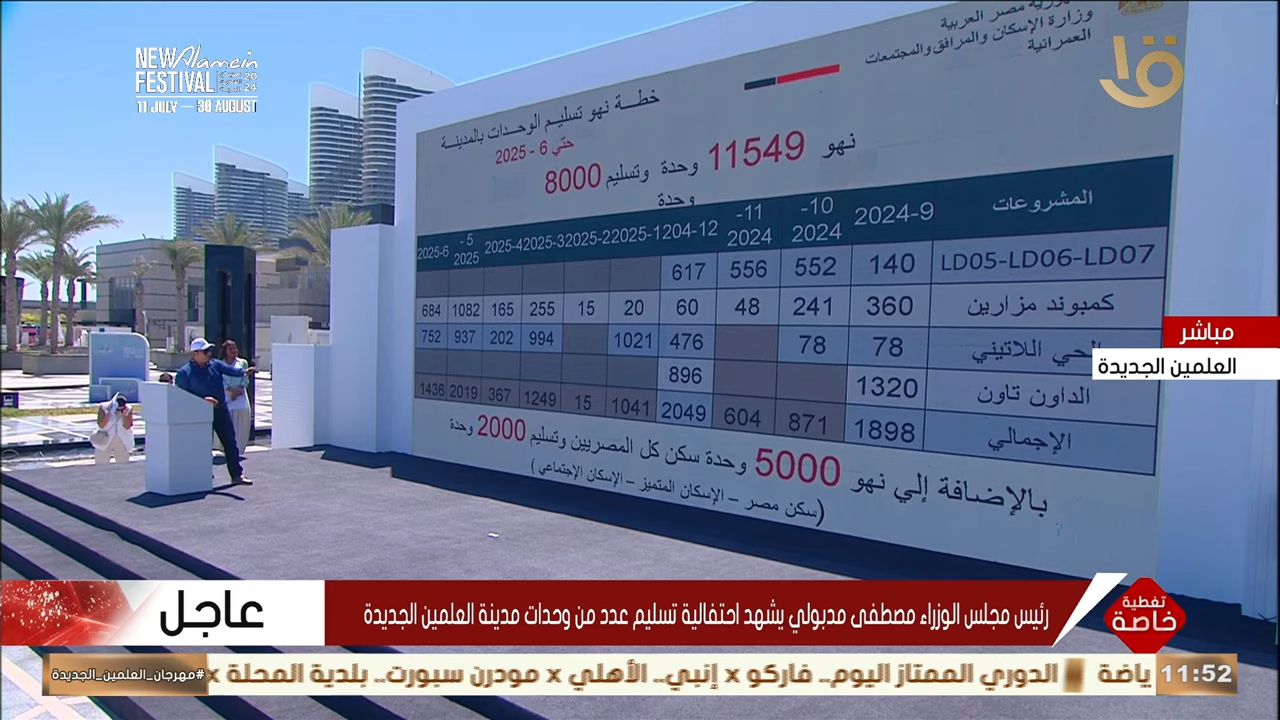 NEW Alamein
FESTIVAL 2024
11 JULY — 30 AUGUST
جمهورية مصر العربية
وزارة الإسكان والمرافق والمجتمعات
العمرانية
خطة نهو تسليم الوحدات بالمدينة
حتي 6 - 2025
نهو 11549 وحدة وتسليم 8000
وحدة
المشروعات 2024-9 10-2024 11-2024 204-12 2025-1 2025-2 2025-3 2025-4 5-2025 2025-6
LD05-LD06-LD07 140 552 556 617
كمبوند مزارين 360 241 48 60 20 15 255 165 1082 684
الحي اللاتيني 78 78 476 1021 994 202 937 752
الداون تاون 1320 896
الإجمالي 1898 871 604 2049 1041 15 1249 367 2019 1436
بالإضافة إلي نهو 5000 وحدة سكن كل المصريين وتسليم 2000 وحدة
(سكن مصر – الإسكان المتميز – الإسكان الإجتماعي )
مباشر
العلمين الجديدة
تغطية
خاصة
رئيس مجلس الوزراء مصطفى مدبولي يشهد احتفالية تسليم عدد من وحدات مدينة العلمين الجديدة
عاجل
11:52
ياضة الدوري الممتاز اليوم.. فاركو x إنبي.. الأهلي x مودرن سبورت.. بلدية المحلة x
#مهرجان_العلمين_الجديدة